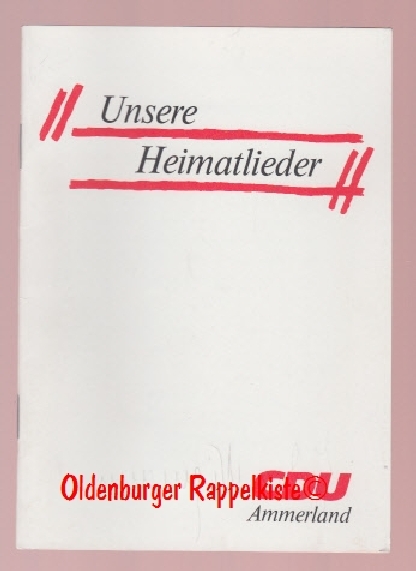 Unsere
Heimatlieder
CDU
Oldenburger Rappelkiste©
Ammerland